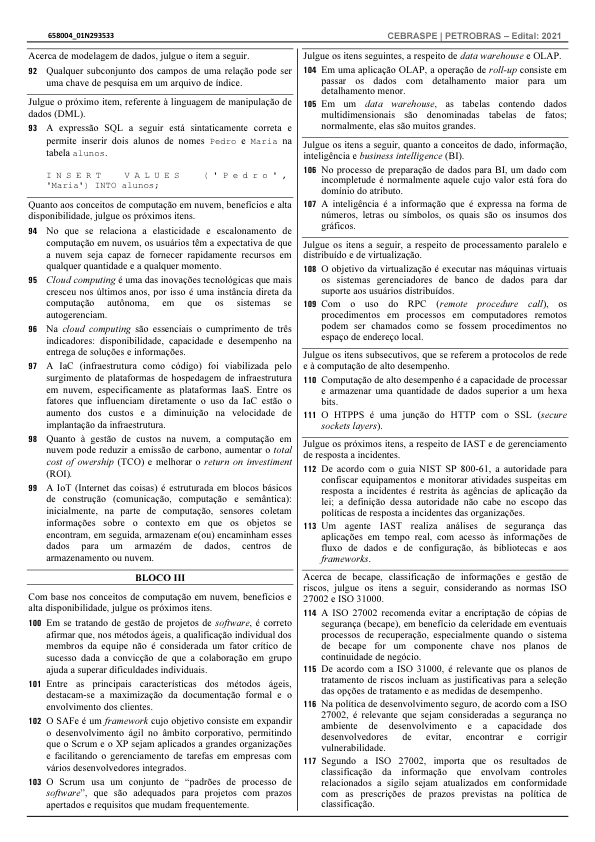 658004_01N293533
CEBRASPE | PETROBRAS – Edital: 2021
Acerca de modelagem de dados, julgue o item a seguir.
92 Qualquer subconjunto dos campos de uma relação pode ser
uma chave de pesquisa em um arquivo de índice.
Julgue o próximo item, referente à linguagem de manipulação de
dados (DML).
93 A expressão SQL a seguir está sintaticamente correta e
permite inserir dois alunos de nomes Pedro e Maria na
tabela alunos.
INSERT VALUES ('Pedro',
'Maria') INTO alunos;
Quanto aos conceitos de computação em nuvem, benefícios e alta
disponibilidade, julgue os próximos itens.
94 No que se relaciona a elasticidade e escalonamento de
computação em nuvem, os usuários têm a expectativa de que
a nuvem seja capaz de fornecer rapidamente recursos em
qualquer quantidade e a qualquer momento.
95 Cloud computing é uma das inovações tecnológicas que mais
cresceu nos últimos anos, por isso é uma instância direta da
computação autônoma, em que os sistemas se
autogerenciam.
96 Na cloud computing são essenciais o cumprimento de três
indicadores: disponibilidade, capacidade e desempenho na
entrega de soluções e informações.
97 A IaC (infraestrutura como código) foi viabilizada pelo
surgimento de plataformas de hospedagem de infraestrutura
em nuvem, especificamente as plataformas IaaS. Entre os
fatores que influenciam diretamente o uso da IaC estão o
aumento dos custos e a diminuição na velocidade de
implantação da infraestrutura.
98 Quanto à gestão de custos na nuvem, a computação em
nuvem pode reduzir a emissão de carbono, aumentar o total
cost of owership (TCO) e melhorar o return on investiment
(ROI).
99 A IoT (Internet das coisas) é estruturada em blocos básicos
de construção (comunicação, computação e semântica):
inicialmente, na parte de computação, sensores coletam
informações sobre o contexto em que os objetos se
encontram, em seguida, armazenam e(ou) encaminham esses
dados para um armazém de dados, centros de
armazenamento ou nuvem.
BLOCO III
Com base nos conceitos de computação em nuvem, benefícios e
alta disponibilidade, julgue os próximos itens.
100 Em se tratando de gestão de projetos de software, é correto
afirmar que, nos métodos ágeis, a qualificação individual dos
membros da equipe não é considerada um fator crítico de
sucesso dada a convicção de que a colaboração em grupo
ajuda a superar dificuldades individuais.
101 Entre as principais características dos métodos ágeis,
destacam-se a maximização da documentação formal e o
envolvimento dos clientes.
102 O SAFe é um framework cujo objetivo consiste em expandir
o desenvolvimento ágil no âmbito corporativo, permitindo
que o Scrum e o XP sejam aplicados a grandes organizações
e facilitando o gerenciamento de tarefas em empresas com
vários desenvolvedores integrados.
103 O Scrum usa um conjunto de “padrões de processo de
software”, que são adequados para projetos com prazos
apertados e requisitos que mudam frequentemente.
Julgue os itens seguintes, a respeito de data warehouse e OLAP.
104 Em uma aplicação OLAP, a operação de roll-up consiste em
passar os dados com detalhamento maior para um
detalhamento menor.
105 Em um data warehouse, as tabelas contendo dados
multidimensionais são denominadas tabelas de fatos;
normalmente, elas são muitos grandes.
Julgue os itens a seguir, quanto a conceitos de dado, informação,
inteligência e business intelligence (BI).
106 No processo de preparação de dados para BI, um dado com
incompletude é normalmente aquele cujo valor está fora do
domínio do atributo.
107 A inteligência é a informação que é expressa na forma de
números, letras ou símbolos, os quais são os insumos dos
gráficos.
Julgue os itens a seguir, a respeito de processamento paralelo e
distribuído e de virtualização.
108 O objetivo da virtualização é executar nas máquinas virtuais
os sistemas gerenciadores de banco de dados para dar
suporte aos usuários distribuídos.
109 Com o uso do RPC (remote procedure call), os
procedimentos em processos em computadores remotos
podem ser chamados como se fossem procedimentos no
espaço de endereço local.
Julgue os itens subsecutivos, que se referem a protocolos de rede
e à computação de alto desempenho.
110 Computação de alto desempenho é a capacidade de processar
e armazenar uma quantidade de dados superior a um hexa
bits.
111 O HTPPS é uma junção do HTTP com o SSL (secure
sockets layers).
Julgue os próximos itens, a respeito de IAST e de gerenciamento
de resposta a incidentes.
112 De acordo com o guia NIST SP 800-61, a autoridade para
confiscar equipamentos e monitorar atividades suspeitas em
resposta a incidentes é restrita às agências de aplicação da
lei; a definição dessa autoridade não cabe no escopo das
políticas de resposta a incidentes das organizações.
113 Um agente IAST realiza análises de segurança das
aplicações em tempo real, com acesso às informações de
fluxo de dados e de configuração, às bibliotecas e aos
frameworks.
Acerca de becape, classificação de informações e gestão de
riscos, julgue os itens a seguir, considerando as normas ISO
27002 e ISO 31000.
114 A ISO 27002 recomenda evitar a encriptação de cópias de
segurança (becape), em benefício da celeridade em eventuais
processos de recuperação, especialmente quando o sistema
de becape for um componente chave nos planos de
continuidade de negócio.
115 De acordo com a ISO 31000, é relevante que os planos de
tratamento de riscos incluam as justificativas para a seleção
das opções de tratamento e as medidas de desempenho.
116 Na política de desenvolvimento seguro, de acordo com a ISO
27002, é relevante que sejam consideradas a segurança no
ambiente de desenvolvimento e a capacidade dos
desenvolvedores de evitar, encontrar e corrigir
vulnerabilidade.
117 Segundo a ISO 27002, importa que os resultados de
classificação da informação que envolvam controles
relacionados a sigilo sejam atualizados em conformidade
com as prescrições de prazos previstas na política de
classificação.